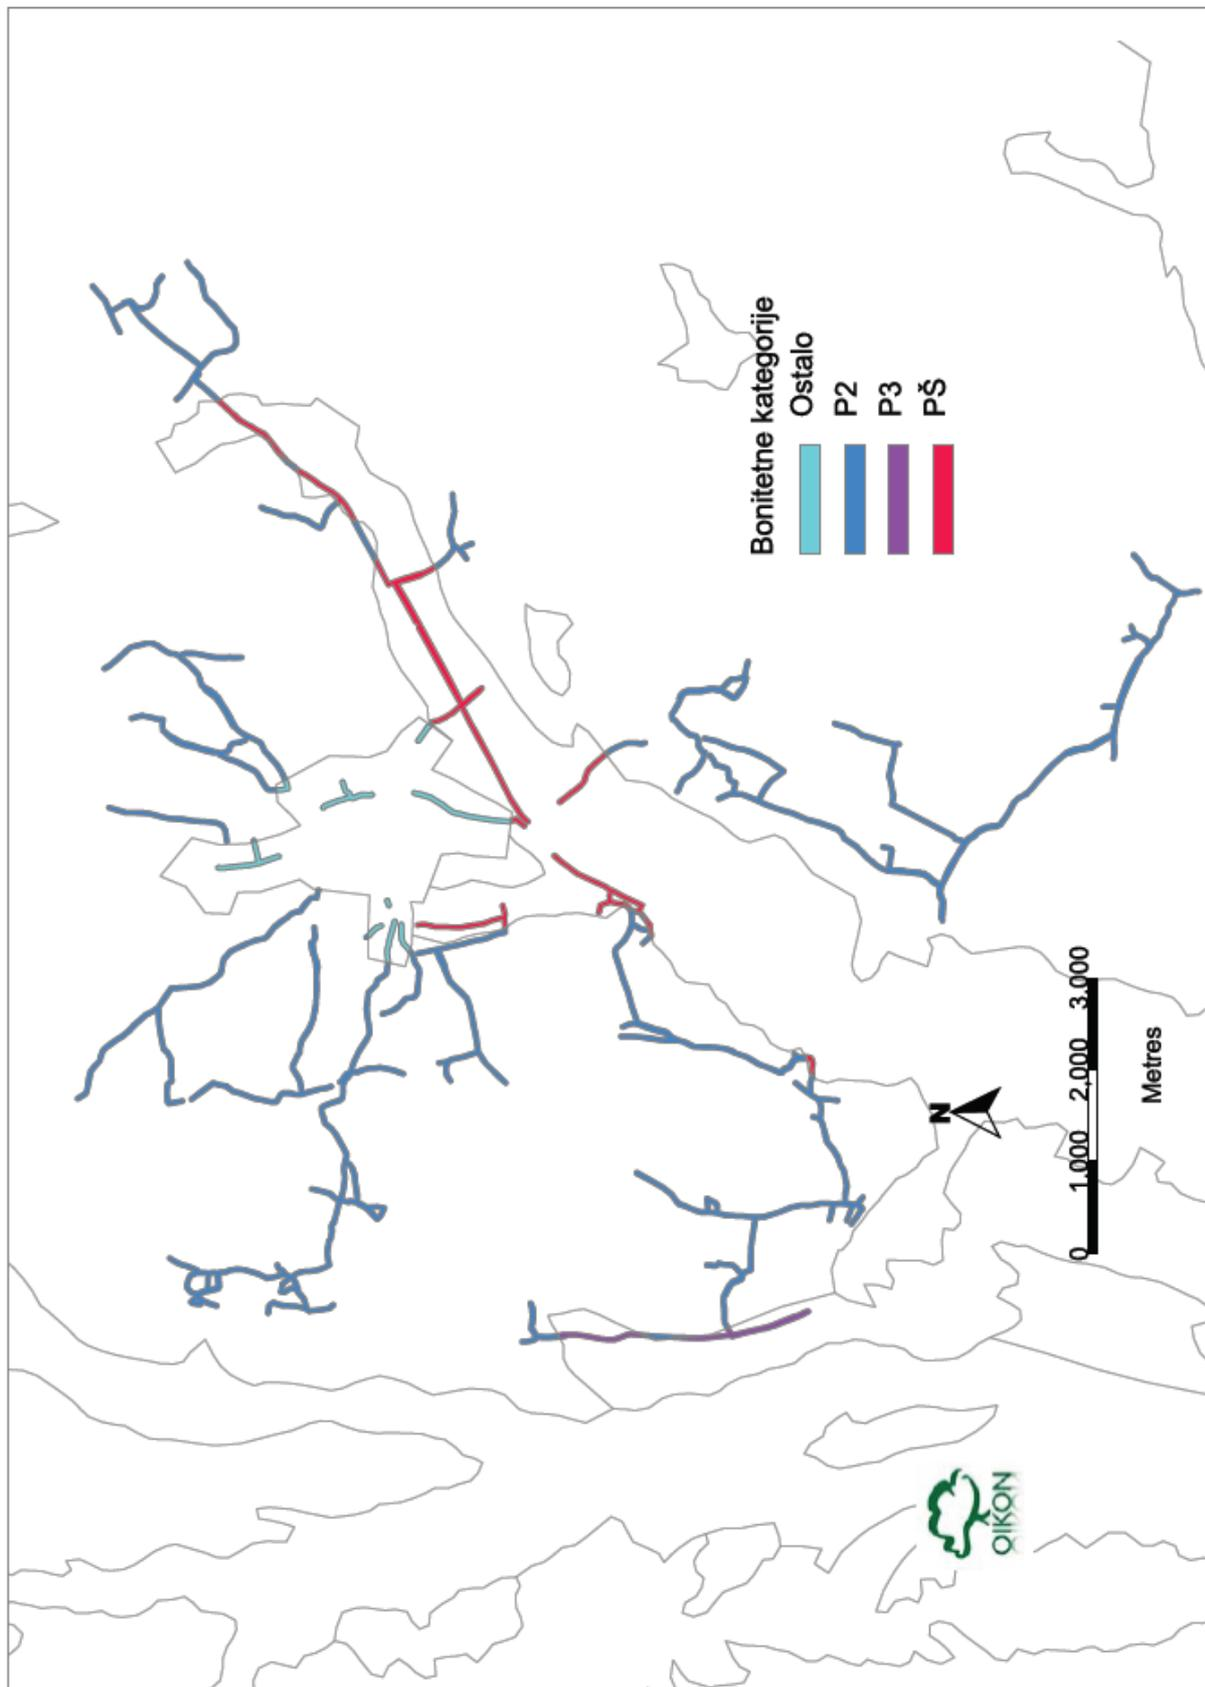 Bonitetne kategorije
Ostalo
P2
P3
PŠ
N
0 1,000 2,000 3,000
Metres
OIKON